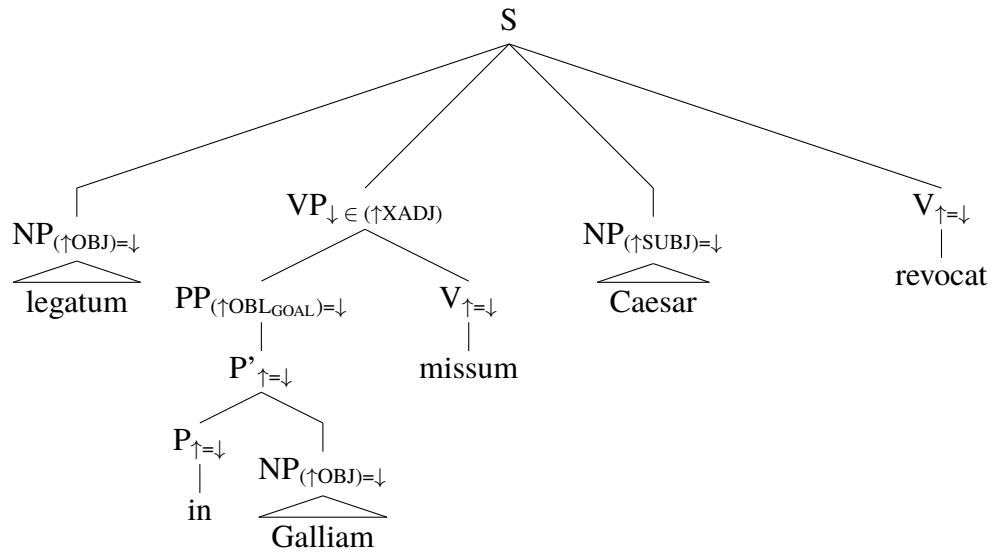 S
NP(↑OBJ)=↓ VP↓ ∈ (↑XADJ) NP(↑SUBJ)=↓ V↑=↓
legatum PP(↑OBLGOAL)=↓ V↑=↓ Caesar revocat
P'↑=↓ missum
P↑=↓ NP(↑OBJ)=↓
in Galliam